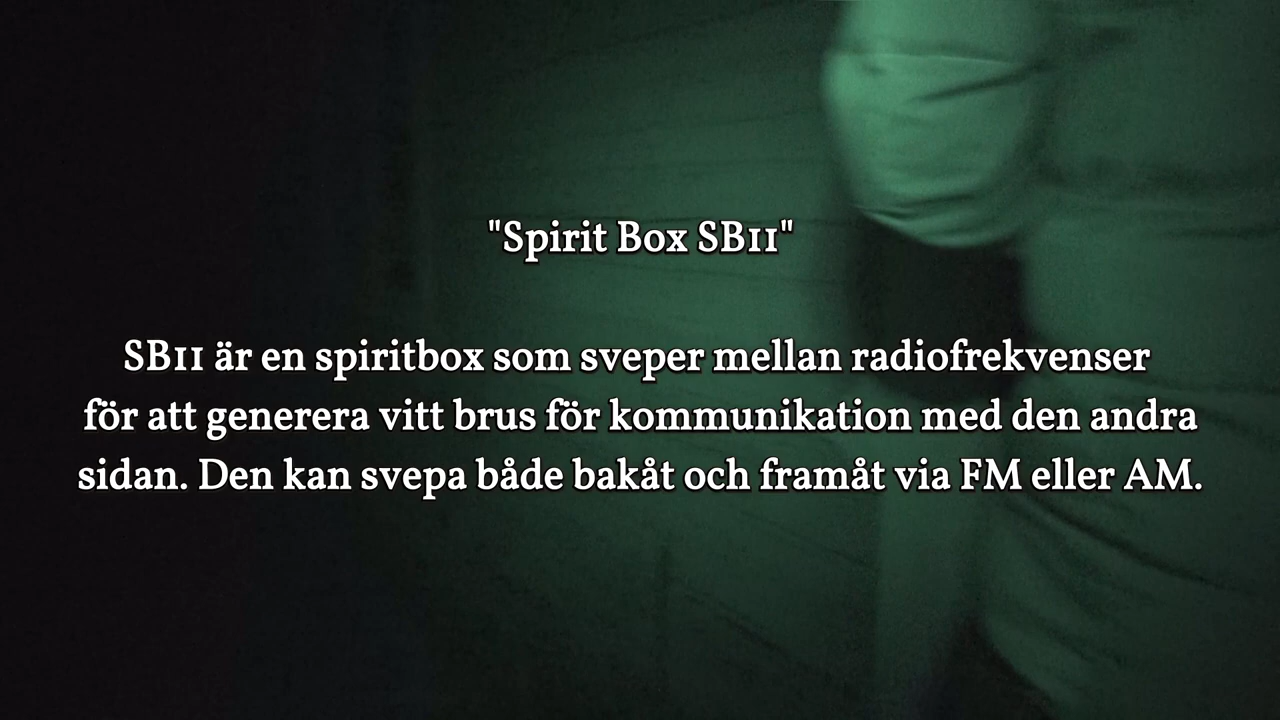 "Spirit Box SB11"
SB11 är en spiritbox som sveper mellan radiofrekvenser
för att generera vitt brus för kommunikation med den andra
sidan. Den kan svepa både bakåt och framåt via FM eller AM.